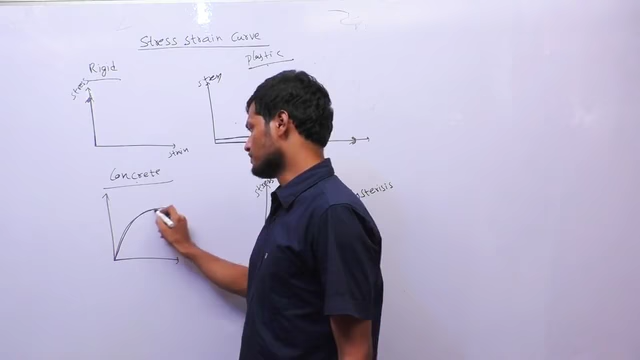 Stress Strain Curve
Rigid
Plastic
stress
stress
strain
Concrete
stress